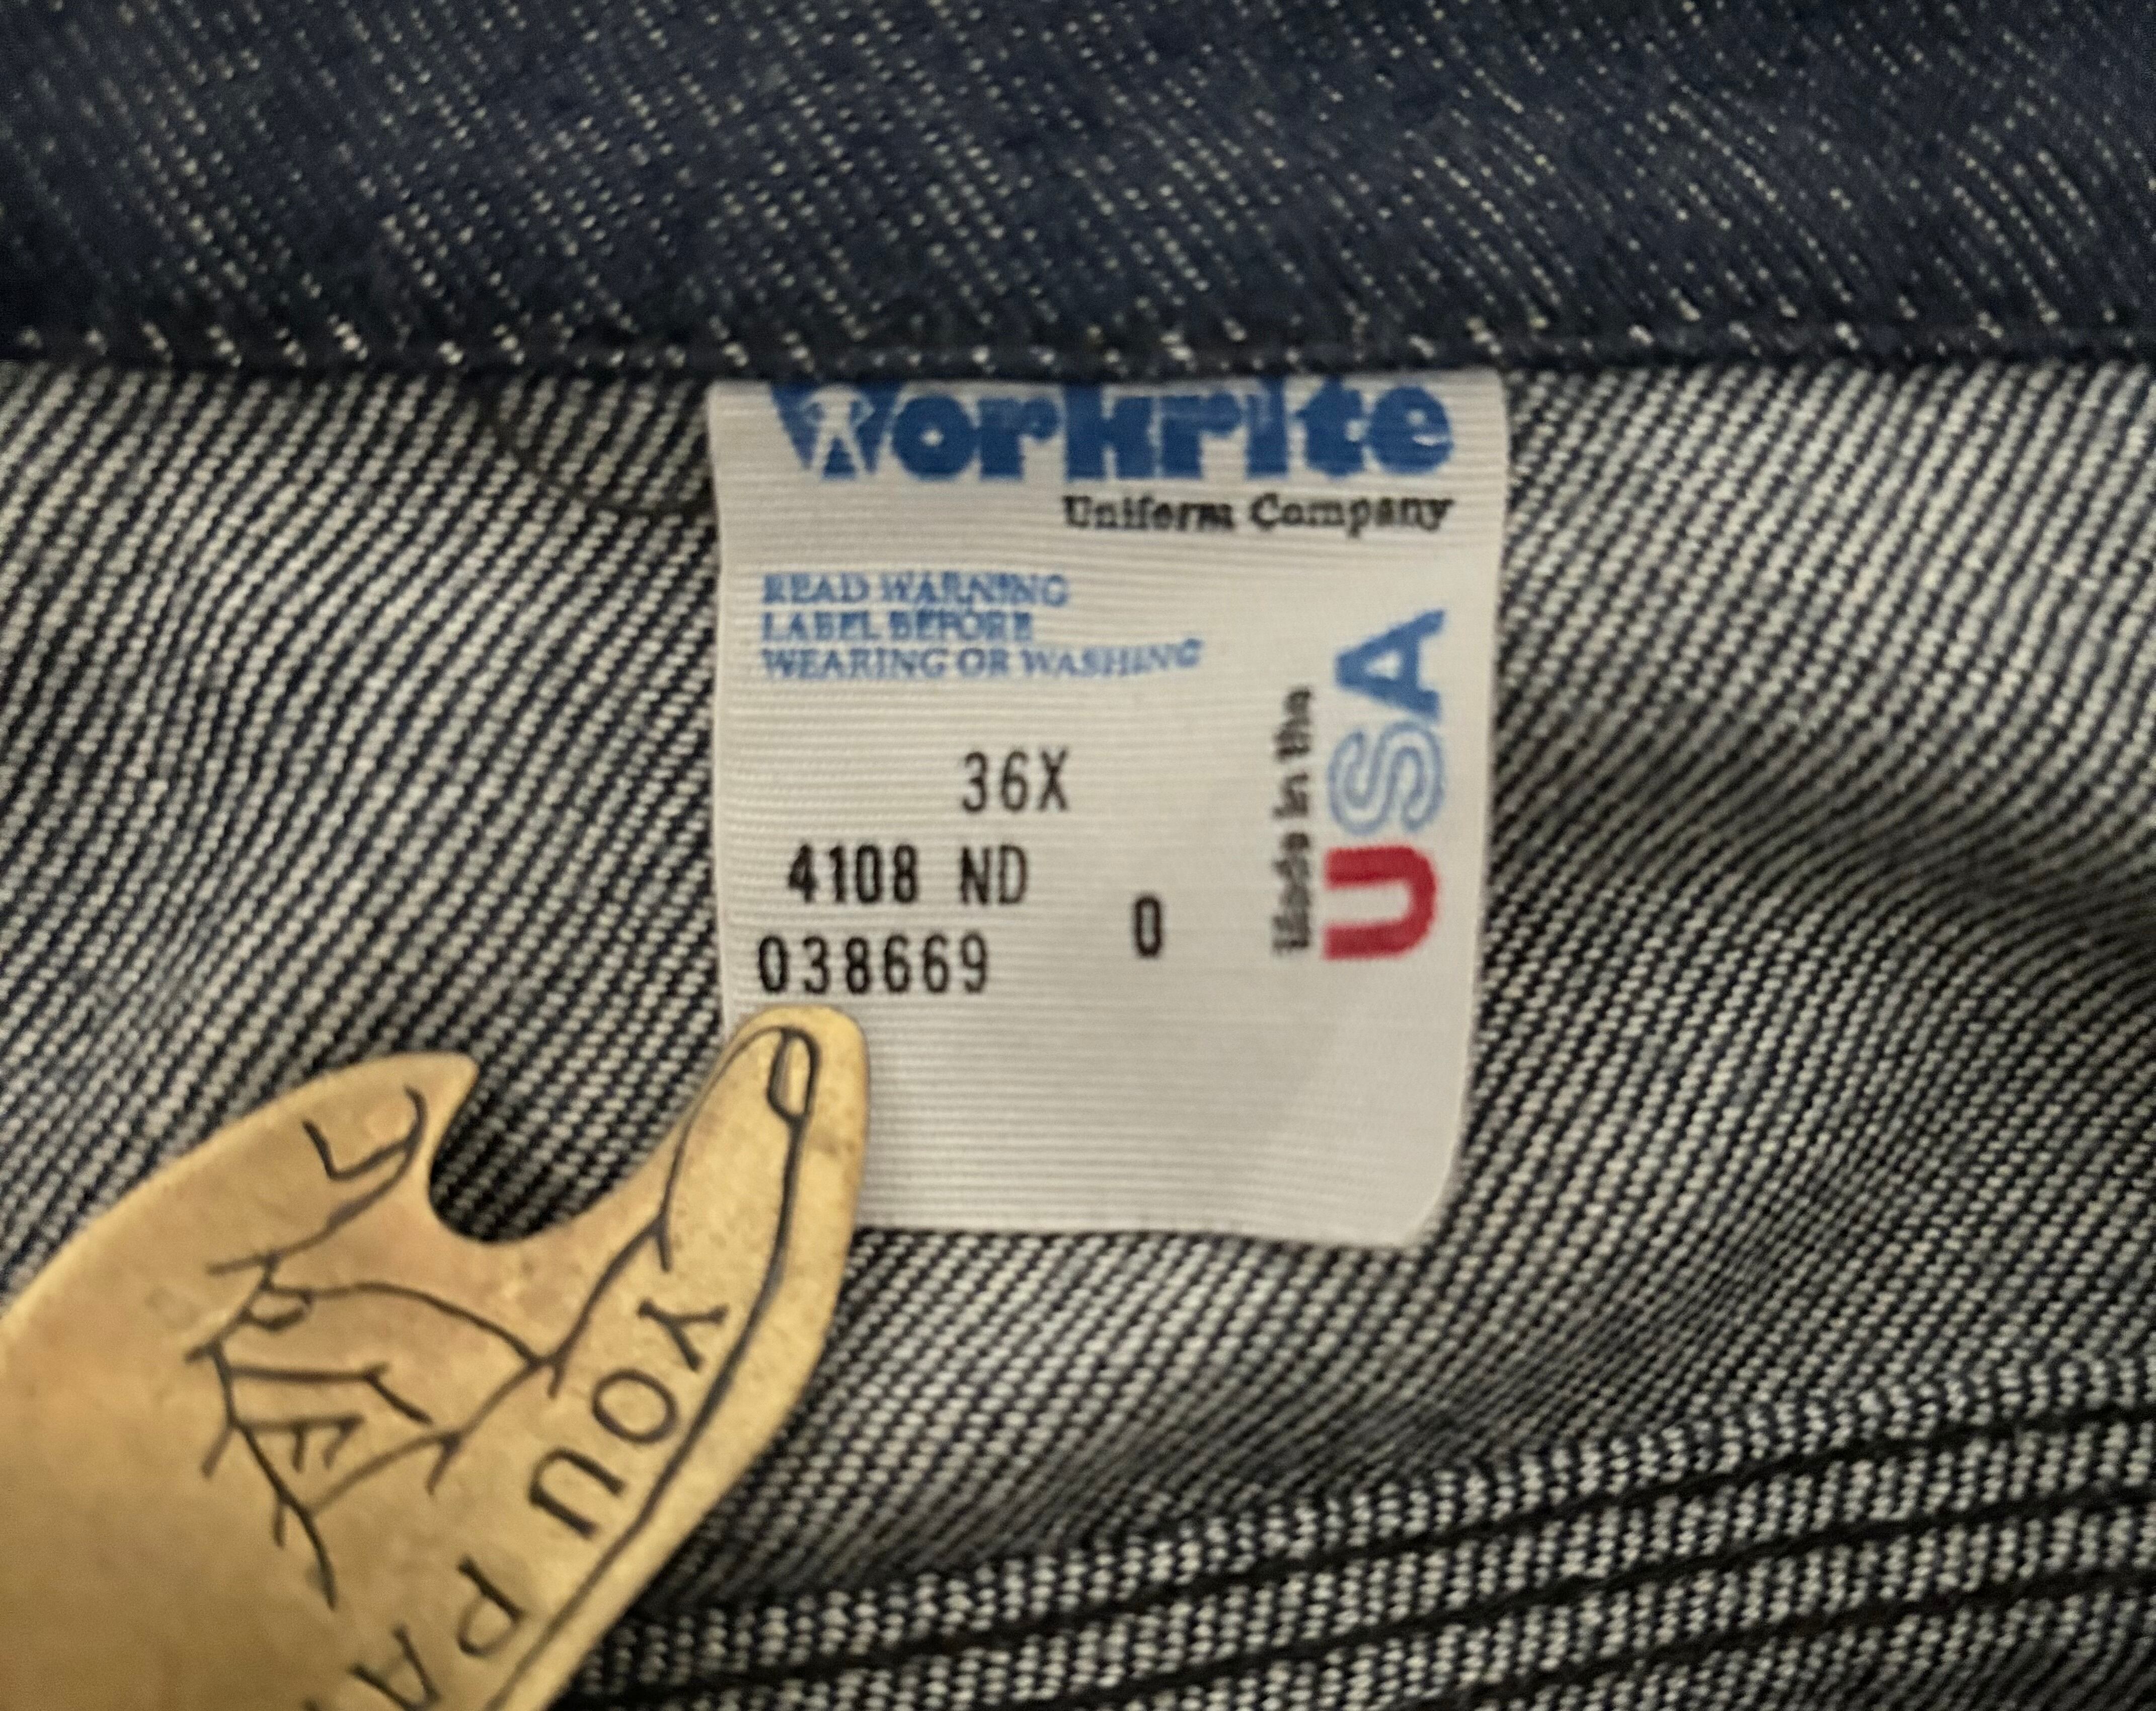 Workrite
Uniform Company
READ WARNING
LABEL BEFORE
WEARING OR WASHING
36X
4108 ND
038669
0
Made in the
USA
YOU PA